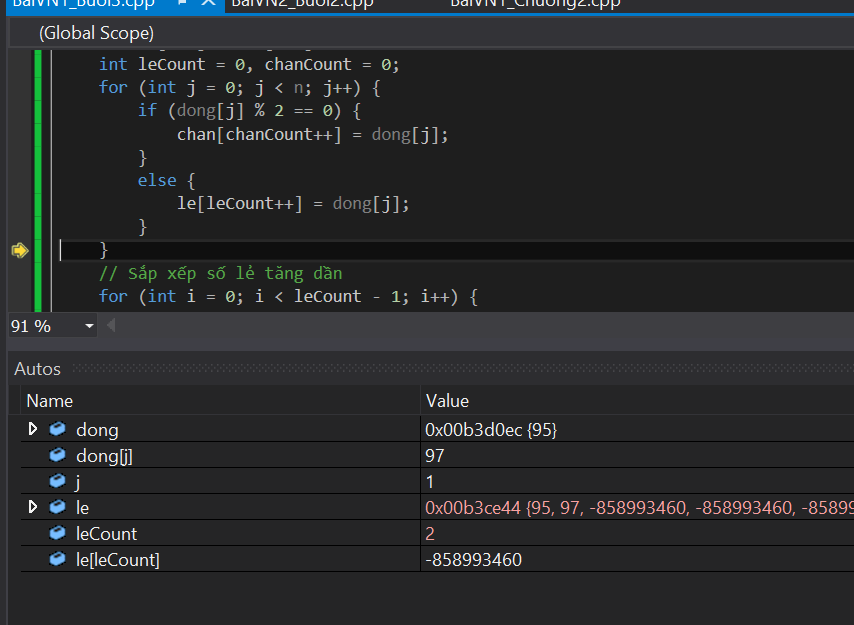 BaiVN1_Buoi3.cpp BaiVN2_Buoi2.cpp BaiVN1_Chuong2.cpp
(Global Scope)
int leCount = 0, chanCount = 0;
for (int j = 0; j < n; j++) {
if (dong[j] % 2 == 0) {
chan[chanCount++] = dong[j];
}
else {
le[leCount++] = dong[j];
}
}
// Sắp xếp số lẻ tăng dần
for (int i = 0; i < leCount - 1; i++) {
91 %
Autos
Name Value
dong 0x00b3d0ec {95}
dong[j] 97
j 1
le 0x00b3ce44 {95, 97, -858993460, -858993460, -85899
leCount 2
le[leCount] -858993460